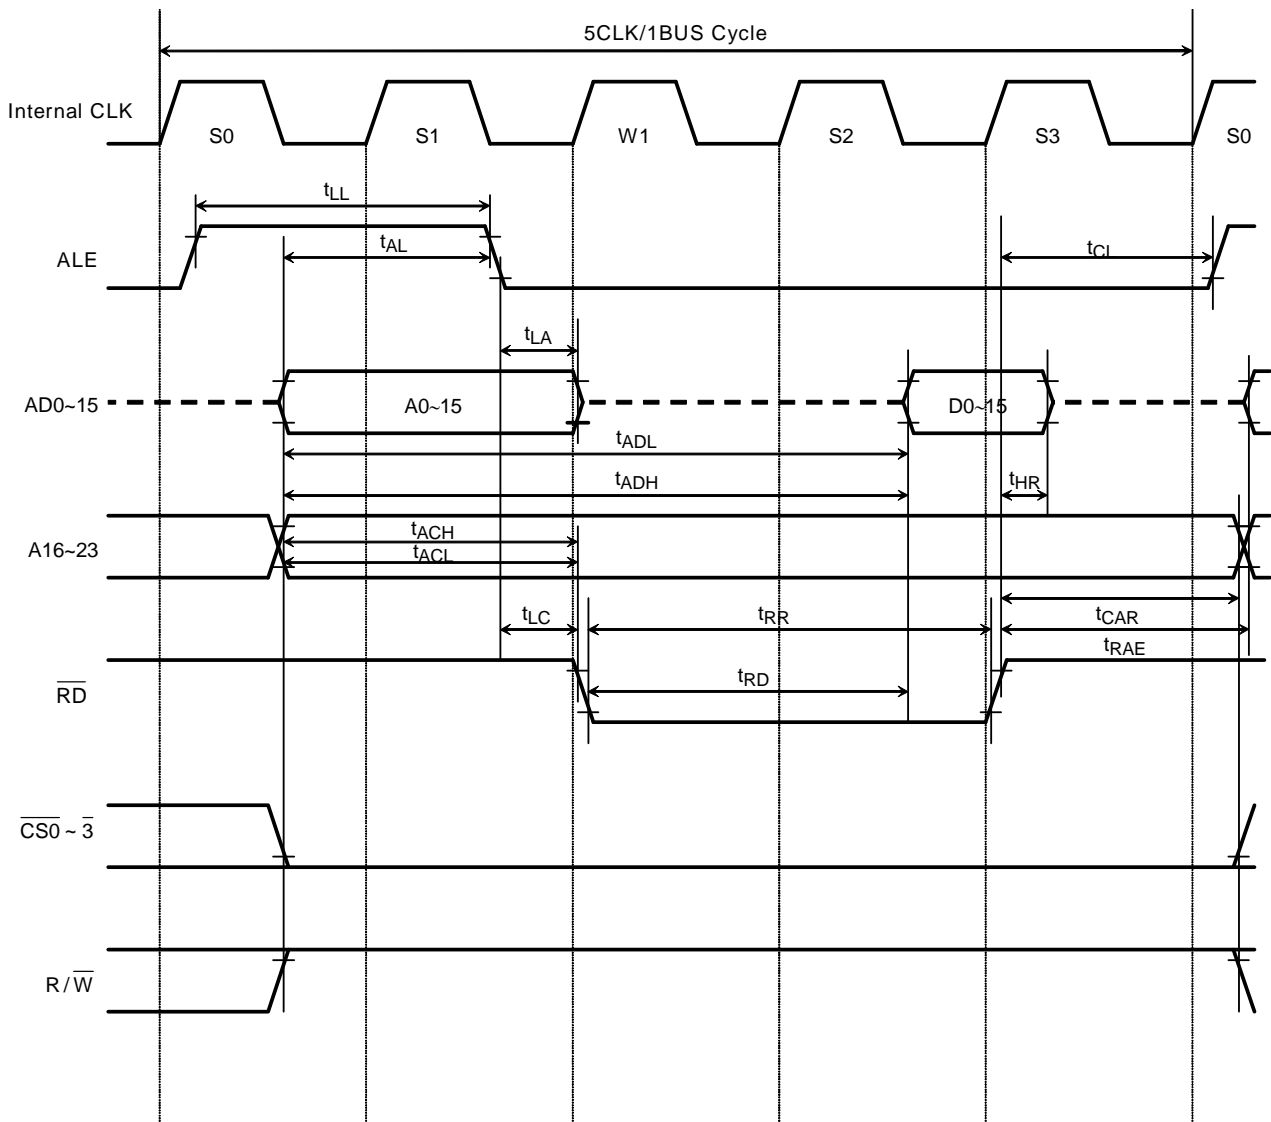 5CLK/1BUS Cycle
Internal CLK
S0 S1 W1 S2 S3 S0
tLL
ALE
tAL
tCL
tLA
AD0~15
A0~15
D0~15
tADL
tADH
tHR
A16~23
tACH
tACL
tLC
tRR
tCAR
tRAE
RD
tRD
CS0 ~ 3
R/W